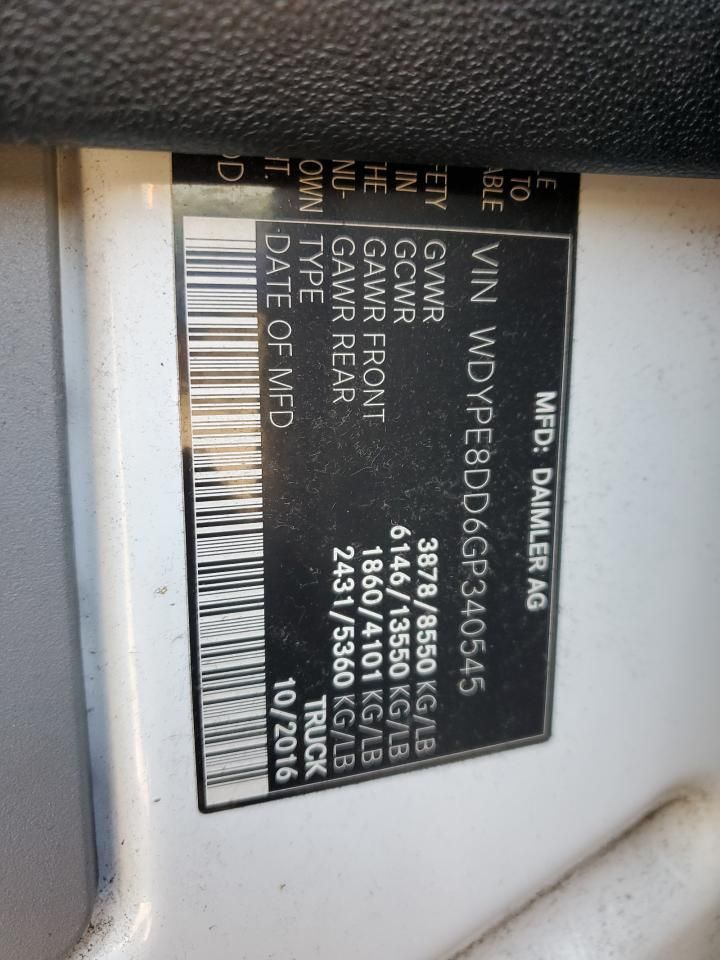 LE
TO
ABLE
FETY
IN
THE
NU-
OWN
IT.
OD
MFD: DAIMLER AG
VIN WDYPE8DD6GP340545
GVWR 3878/8550 KG/LB
GCWR 6146/13550 KG/LB
GAWR FRONT 1860/4101 KG/LB
GAWR REAR 2431/5360 KG/LB
TYPE TRUCK
DATE OF MFD 10/2016